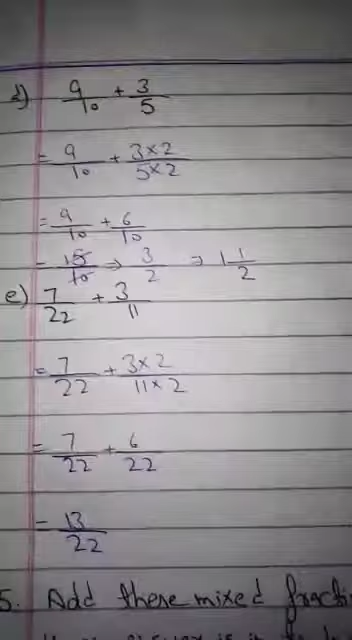 d) 9/10 + 3/5
= 9/10 + 3×2/5×2
= 9/10 + 6/10
= 15/10 → 3/2 → 1 1/2
e) 7/22 + 3/11
= 7/22 + 3×2/11×2
= 7/22 + 6/22
= 13/22
5. Add these mixed fractio